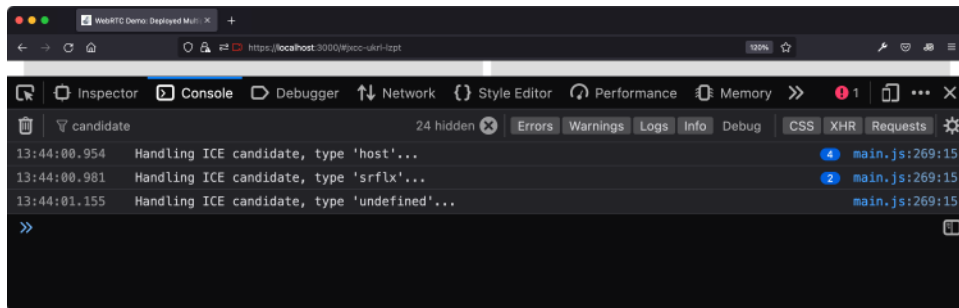 WebRTC Demo: Deployed Multi
https://localhost:3000/#jxcc-ukrl-lzpt 120%
Inspector Console Debugger Network Style Editor Performance Memory 1
candidate 24 hidden Errors Warnings Logs Info Debug CSS XHR Requests
13:44:00.954 Handling ICE candidate, type 'host'... 4 main.js:269:15
13:44:00.981 Handling ICE candidate, type 'srflx'... 2 main.js:269:15
13:44:01.155 Handling ICE candidate, type 'undefined'... main.js:269:15